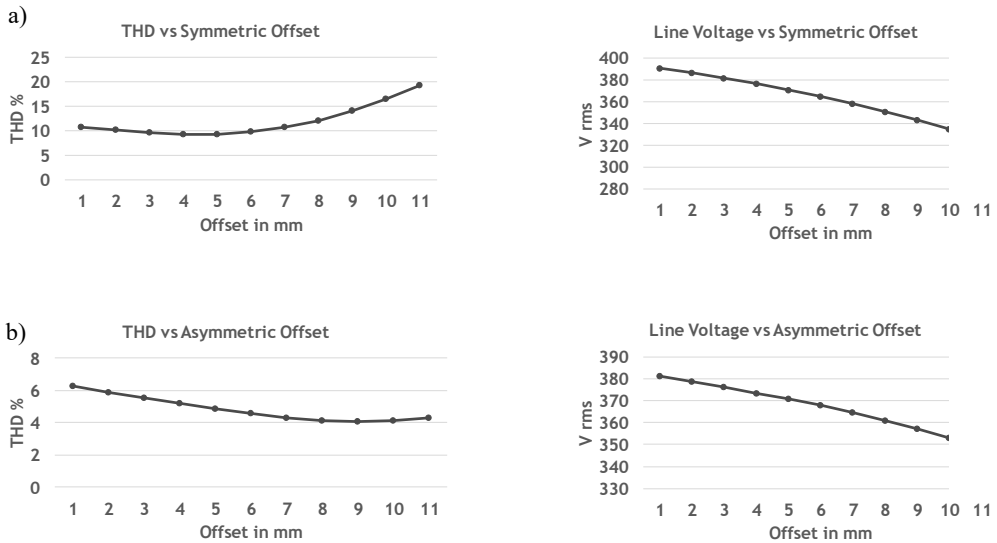 a)
THD vs Symmetric Offset
THD %
25
20
15
10
5
0
1 2 3 4 5 6 7 8 9 10 11
Offset in mm
Line Voltage vs Symmetric Offset
V rms
400
380
360
340
320
300
280
1 2 3 4 5 6 7 8 9 10 11
Offset in mm
b)
THD vs Asymmetric Offset
THD %
8
6
4
2
0
1 2 3 4 5 6 7 8 9 10 11
Offset in mm
Line Voltage vs Asymmetric Offset
V rms
390
380
370
360
350
340
330
1 2 3 4 5 6 7 8 9 10 11
Offset in mm